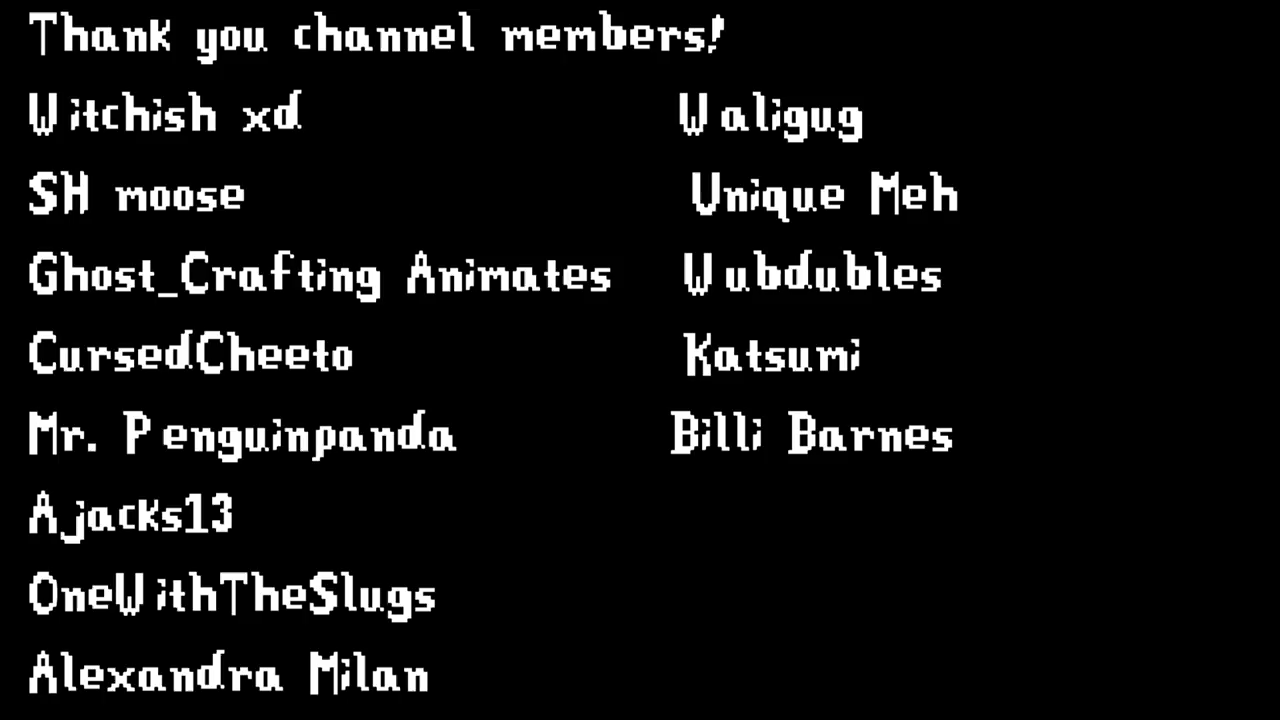 Thank you channel members!
Witchish xd
SH moose
Ghost_Crafting Animates
CursedCheeto
Mr. Penguinpanda
Ajacks13
OneWithTheSlugs
Alexandra Milan
Waligug
Unique Meh
Wubdubles
Katsumi
Billi Barnes